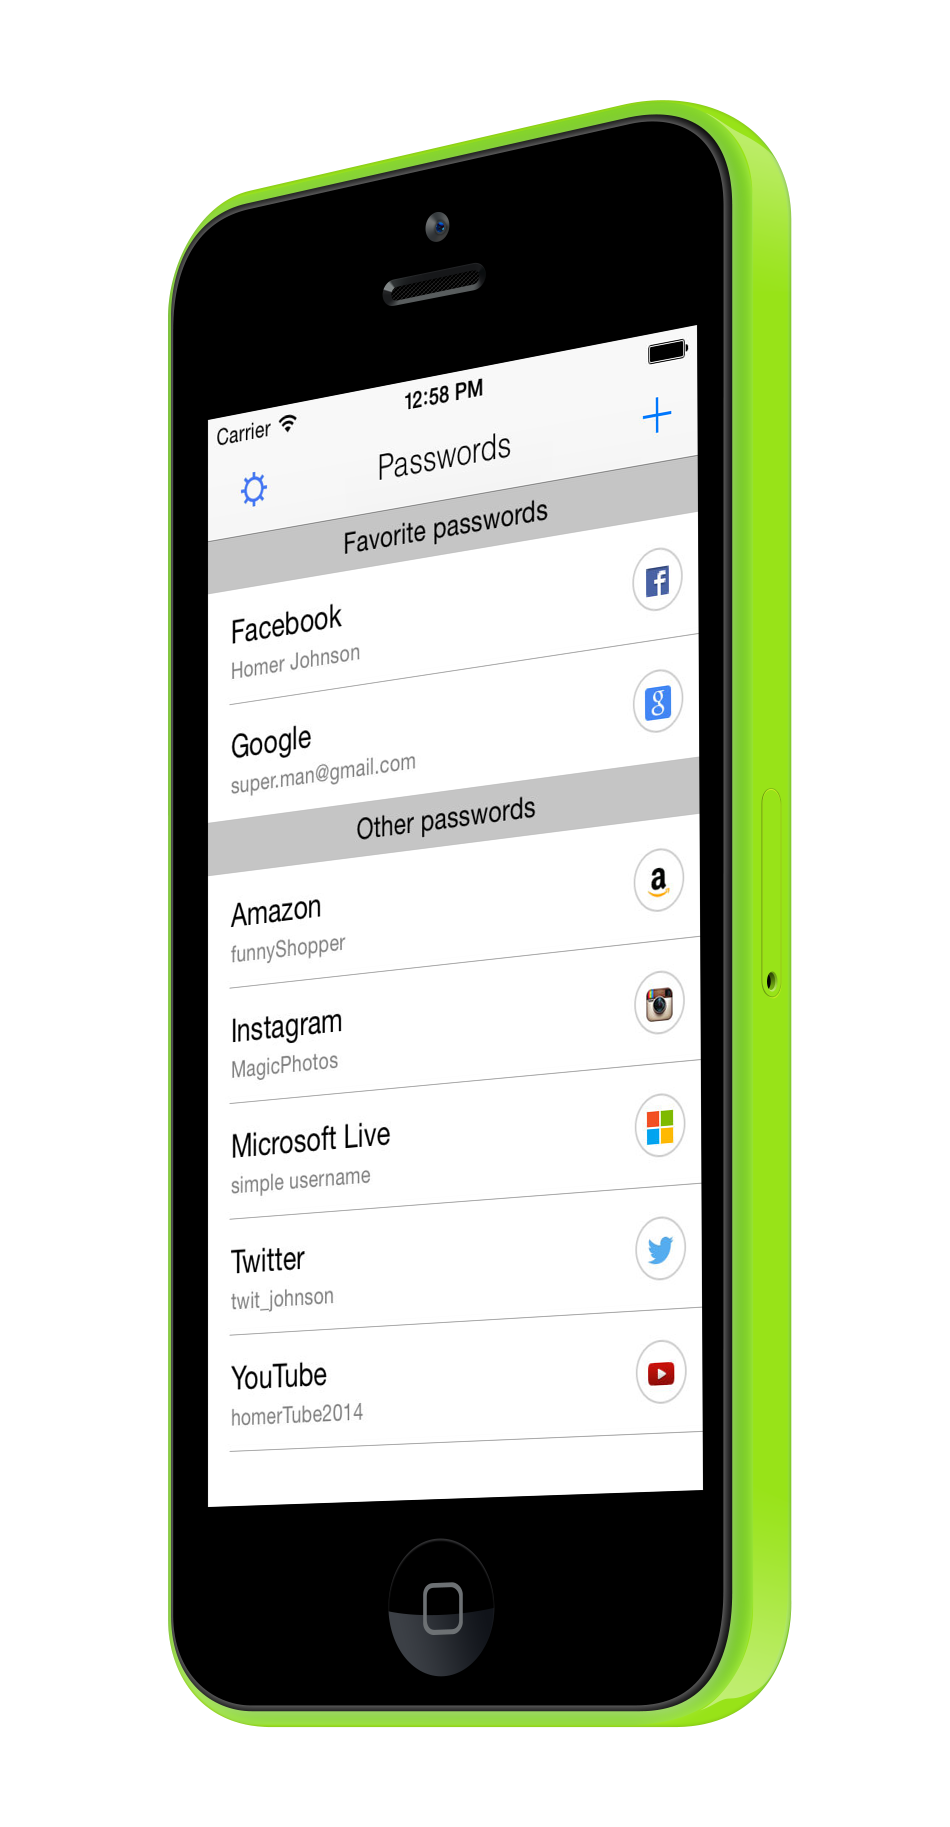 Carrier 12:58 PM
Passwords
Favorite passwords
Facebook
Homer Johnson
Google
super.man@gmail.com
Other passwords
Amazon
funnyShopper
Instagram
MagicPhotos
Microsoft Live
simple username
Twitter
twit_johnson
YouTube
homerTube2014